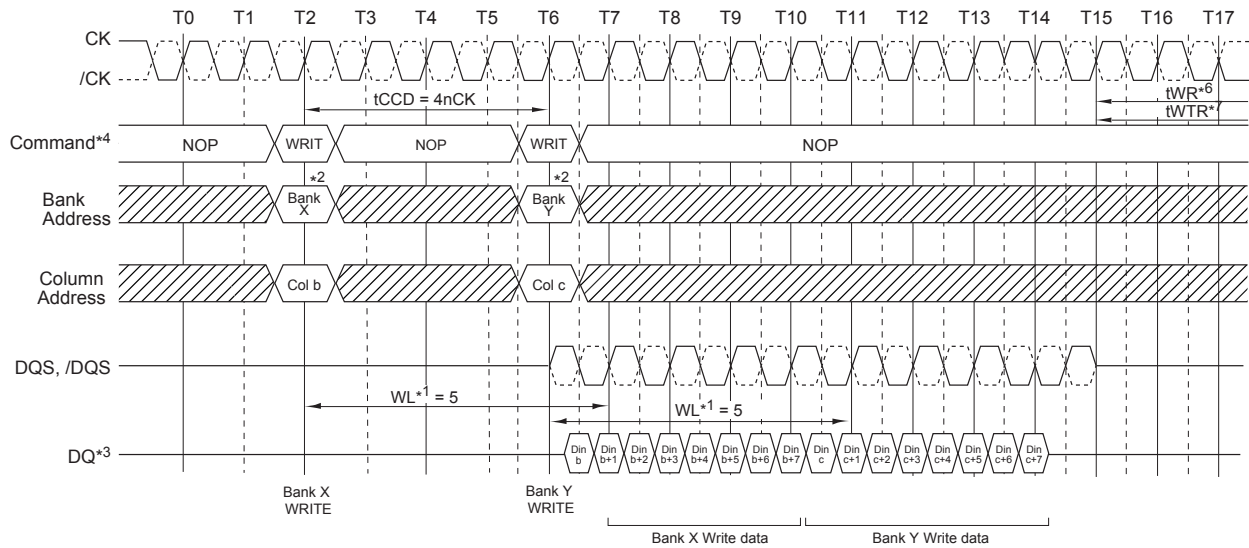 T0 T1 T2 T3 T4 T5 T6 T7 T8 T9 T10 T11 T12 T13 T14 T15 T16 T17
CK
/CK
tCCD = 4nCK
tWR*6
tWTR*7
Command*4 NOP WRIT NOP WRIT NOP
*2 *2
Bank Address Bank X Bank Y
Column Address Col b Col c
DQS, /DQS
WL*1 = 5
WL*1 = 5
DQ*3 Din b Din b+1 Din b+2 Din b+3 Din b+4 Din b+5 Din b+6 Din b+7 Din c Din c+1 Din c+2 Din c+3 Din c+4 Din c+5 Din c+6 Din c+7
Bank X WRITE Bank Y WRITE
Bank X Write data Bank Y Write data